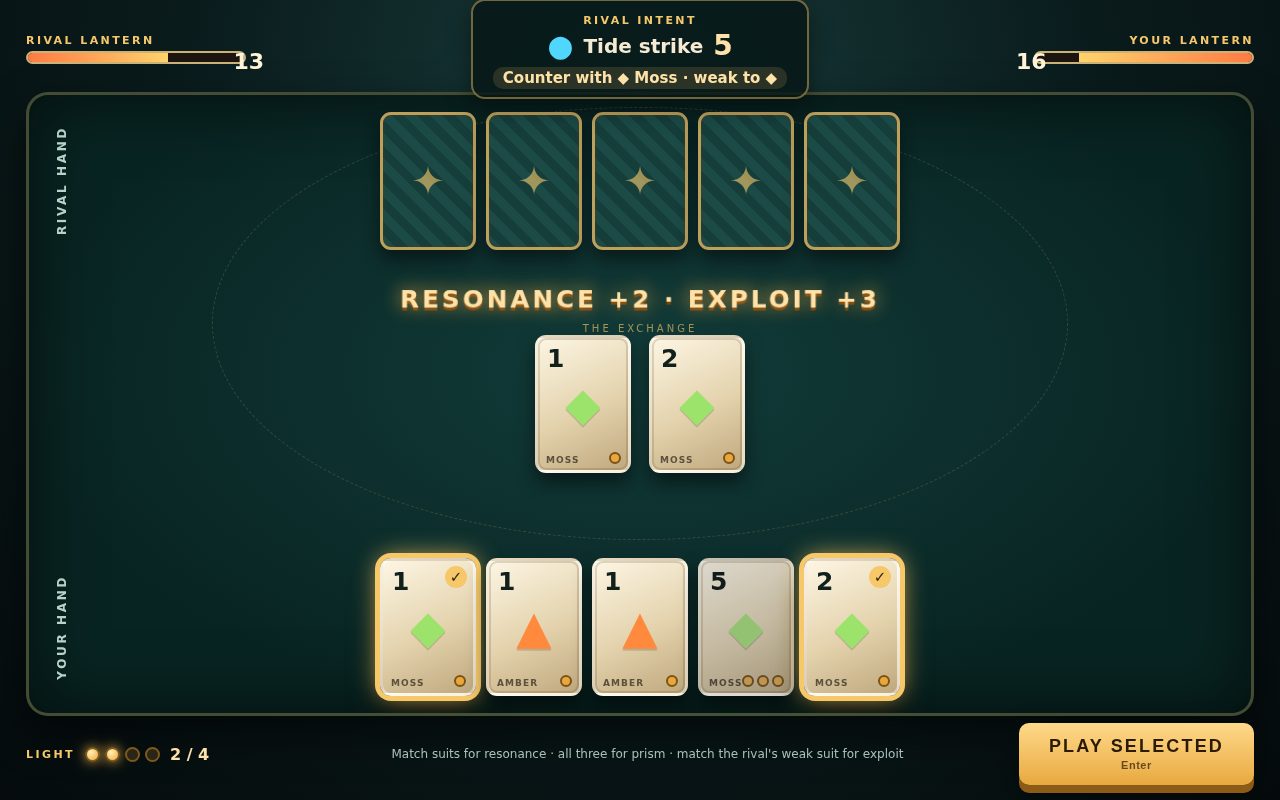 RIVAL INTENT
RIVAL LANTERN
13
Tide strike 5
Counter with ◆ Moss · weak to ◆
YOUR LANTERN
16
RIVAL HAND
RESONANCE +2 · EXPLOIT +3
THE EXCHANGE
1
MOSS
2
MOSS
YOUR HAND
1
MOSS
1
AMBER
1
AMBER
5
MOSS
2
MOSS
LIGHT 2 / 4
Match suits for resonance · all three for prism · match the rival's weak suit for exploit
PLAY SELECTED
Enter